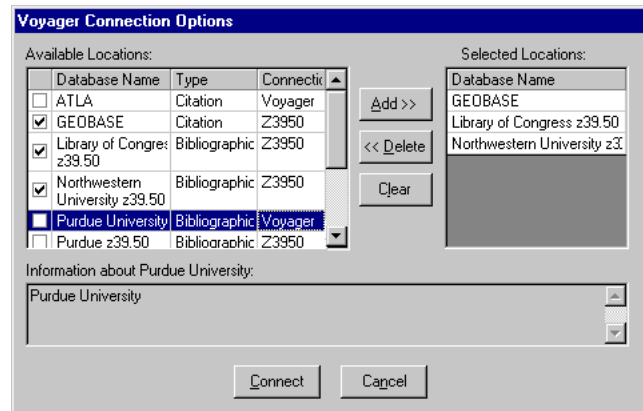 Voyager Connection Options
Available Locations:
Selected Locations:
Database Name Type Connectic
ATLA Citation Voyager
GEOBASE Citation Z3950
Library of Congres Bibliographic Z3950
z39.50
Northwestern Bibliographic Z3950
University z39.50
Purdue University Bibliographic Voyager
Purdue z39.50 Bibliographic Z3950
Add >>
<< Delete
Clear
Database Name
GEOBASE
Library of Congress z39.50
Northwestern University z3
Information about Purdue University:
Purdue University
Connect Cancel